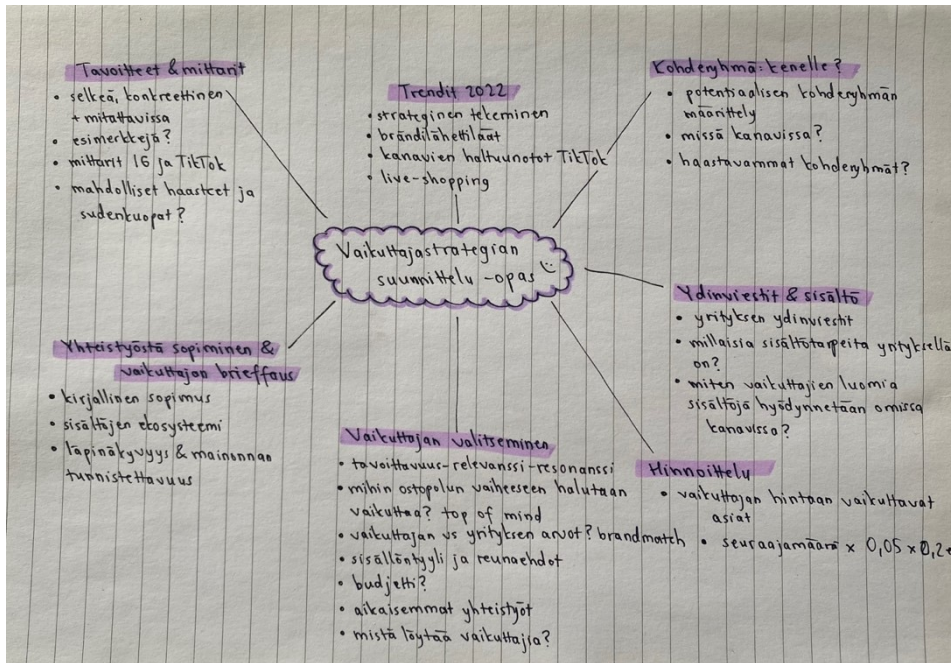 Tavoitteet & mittarit
• selkeä, konkreettinen
+ mitattavissa
• esimerkkejä?
• mittarit IG ja TikTok
• mahdolliset haasteet ja
sudenkuopat?
Trendit 2022
• strateginen tekeminen
• brändilähettiläät
• kanavien haltuunotot TikTok
• live-shopping
Kohderyhmä: kenelle?
• potentiaalisen kohderyhmän
määrittely
• missä kanavissa?
• haastavammat kohderyhmät?
Vaikuttajastrategian
suunnittelu -opas
Ydinviestit & sisältö
• yrityksen ydinviestit
• millaisia sisältötarpeita yrityksellä
on?
• miten vaikuttajien luomia
sisältöjä hyödynnetään omissa
kanavissa?
Yhteistyöstä sopiminen &
vaikuttajan brieffaus
• kirjallinen sopimus
• sisältöjen ekosysteemi
• läpinäkyvyys & mainonnan
tunnistettavuus
Vaikuttajan valitseminen
• tavoittavuus-relevanssi-resonanssi
• mihin ostopolun vaiheeseen halutaan
vaikuttaa? top of mind
• vaikuttajan vs yrityksen arvot? brandmatch
• sisällöntyyli ja reunaehdot
• budjetti?
• aikaisemmat yhteistyöt
• mistä löytää vaikuttajia?
Hinnoittelu
• vaikuttajan hintaan vaikuttavat
asiat
• seuraajamäärä x 0,05 x 0,2